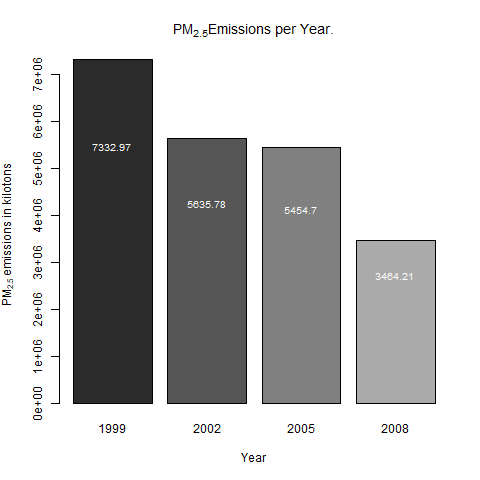 PM2.5Emissions per Year.
PM2.5 emissions in kilotons
7e+06
6e+06
5e+06
4e+06
3e+06
2e+06
1e+06
0e+00
7332.97
5635.78
5454.7
3464.21
1999 2002 2005 2008
Year